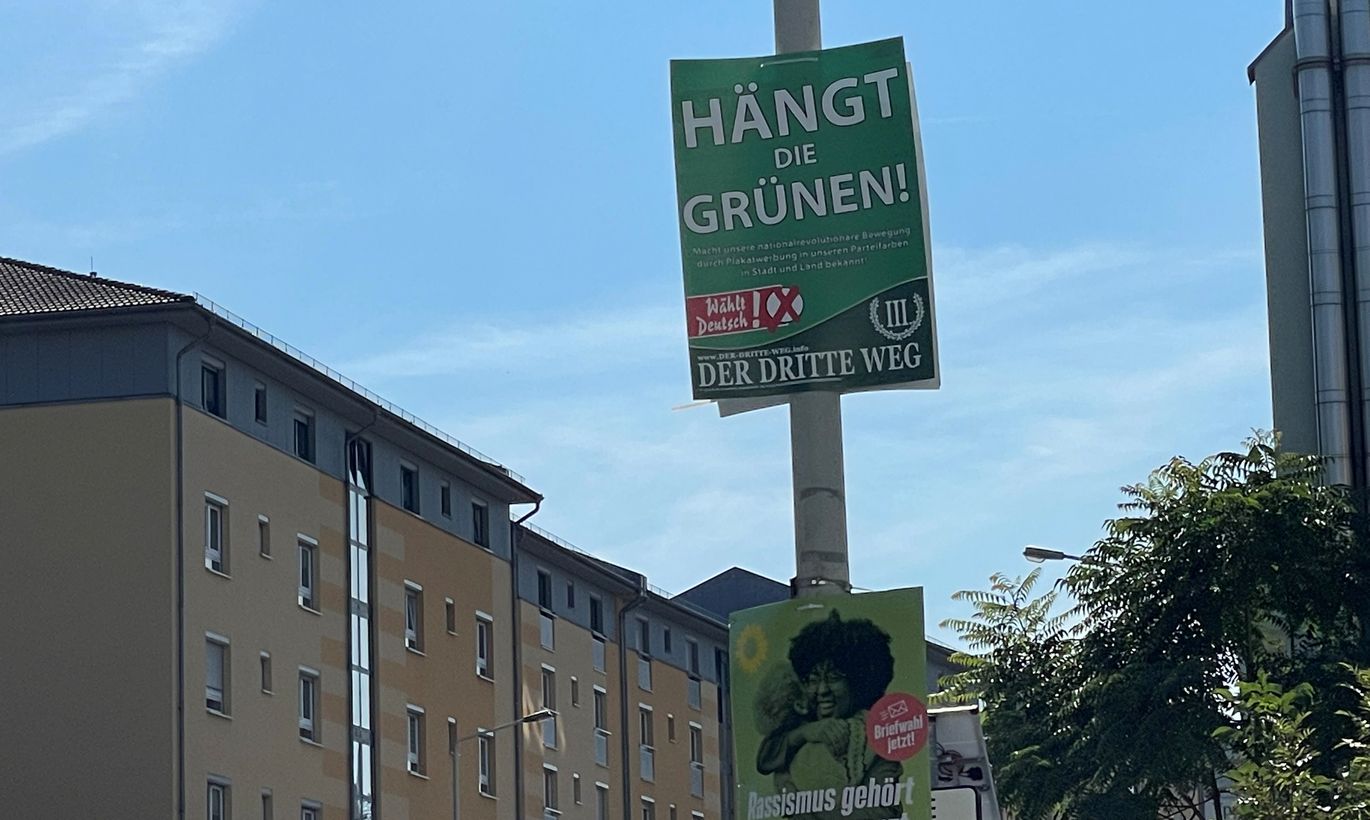 HÄNGT
DIE
GRÜNEN!
Macht unsere nationalrevolutionäre Bewegung
durch Plakatwerbung in unseren Parteifarben
in Stadt und Land bekannt!
Wählt
Deutsch!
III.
www.DER-DRITTE-WEG.info
DER DRITTE WEG
Briefwahl
jetzt!
Rassismus gehört